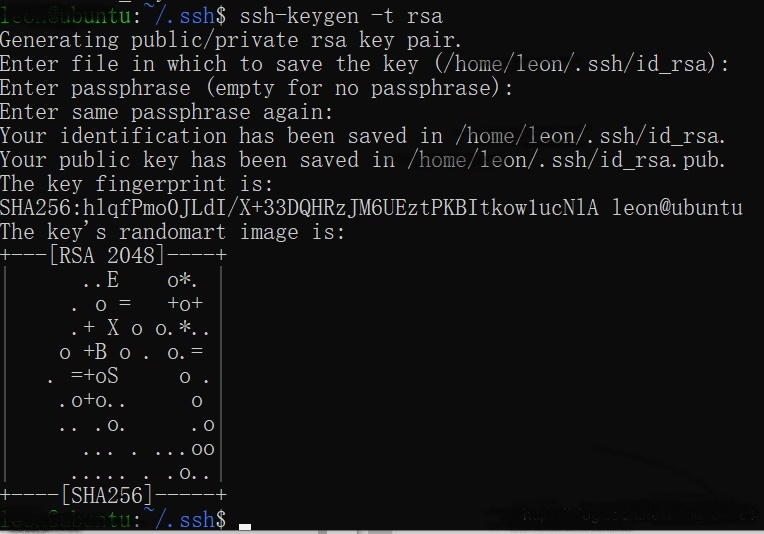 leon@ubuntu:~/.ssh$ ssh-keygen -t rsa
Generating public/private rsa key pair.
Enter file in which to save the key (/home/leon/.ssh/id_rsa):
Enter passphrase (empty for no passphrase):
Enter same passphrase again:
Your identification has been saved in /home/leon/.ssh/id_rsa.
Your public key has been saved in /home/leon/.ssh/id_rsa.pub.
The key fingerprint is:
SHA256:hlqfPmo0JLdI/X+33DQHRzJM6UEztPKBItkow1ucNlA leon@ubuntu
The key's randomart image is:
+---[RSA 2048]----+
|      ..E    o*. |
|     . o =   +o+ |
|     .+ X o o.*..|
|    o +B o . o.= |
|   . =+oS     o .|
|    .o+o..     o |
|    .. .o.     .o|
|      ... . ...oo|
|     ..... . .o..|
+----[SHA256]-----+
leon@ubuntu:~/.ssh$